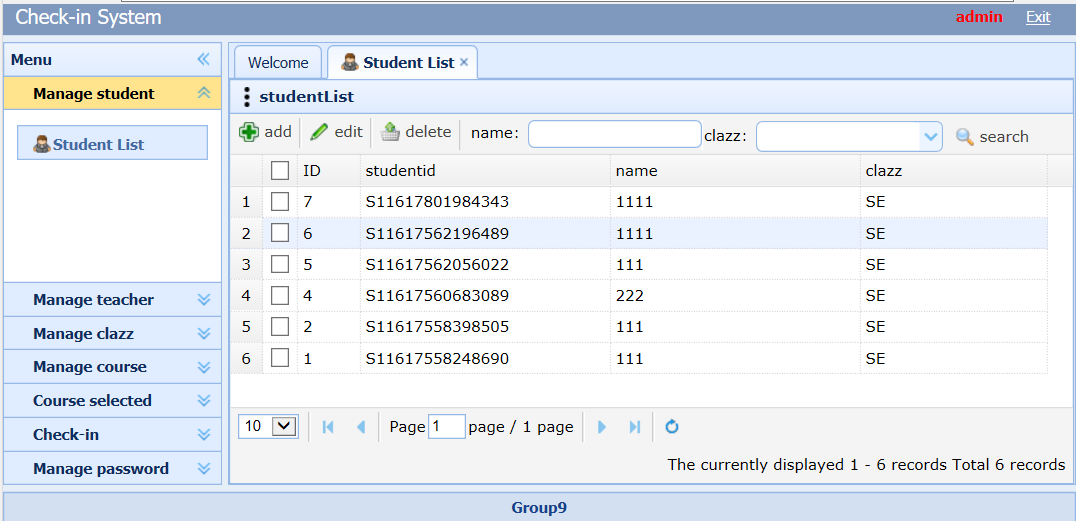 Check-in System admin Exit
Menu
Manage student
Student List
Manage teacher
Manage clazz
Manage course
Course selected
Check-in
Manage password
Welcome Student List ×
studentList
add edit delete name: clazz: search
ID studentid name clazz
1 7 S11617801984343 1111 SE
2 6 S11617562196489 1111 SE
3 5 S11617562056022 111 SE
4 4 S11617560683089 222 SE
5 2 S11617558398505 111 SE
6 1 S11617558248690 111 SE
10 Page 1 page / 1 page
The currently displayed 1 - 6 records Total 6 records
Group9